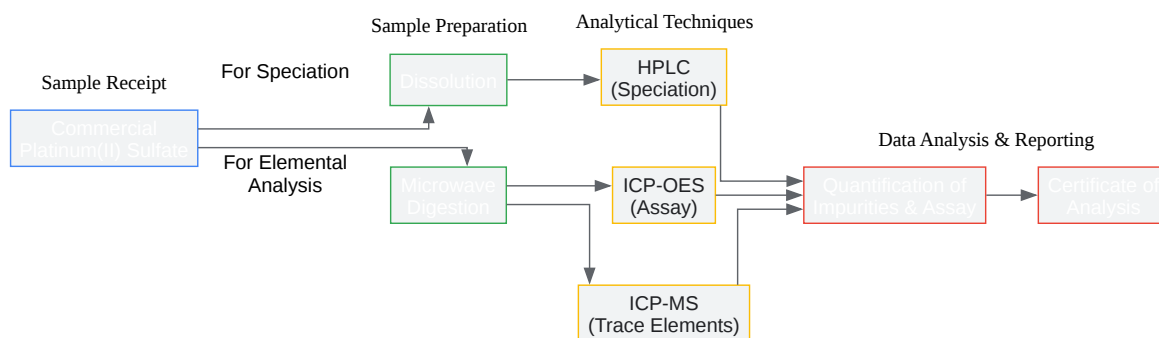 Sample Receipt
Commercial
Platinum(II) Sulfate
For Speciation
For Elemental
Analysis
Sample Preparation
Dissolution
Microwave
Digestion
Analytical Techniques
HPLC
(Speciation)
ICP-OES
(Assay)
ICP-MS
(Trace Elements)
Data Analysis & Reporting
Quantification of
Impurities & Assay
Certificate of
Analysis